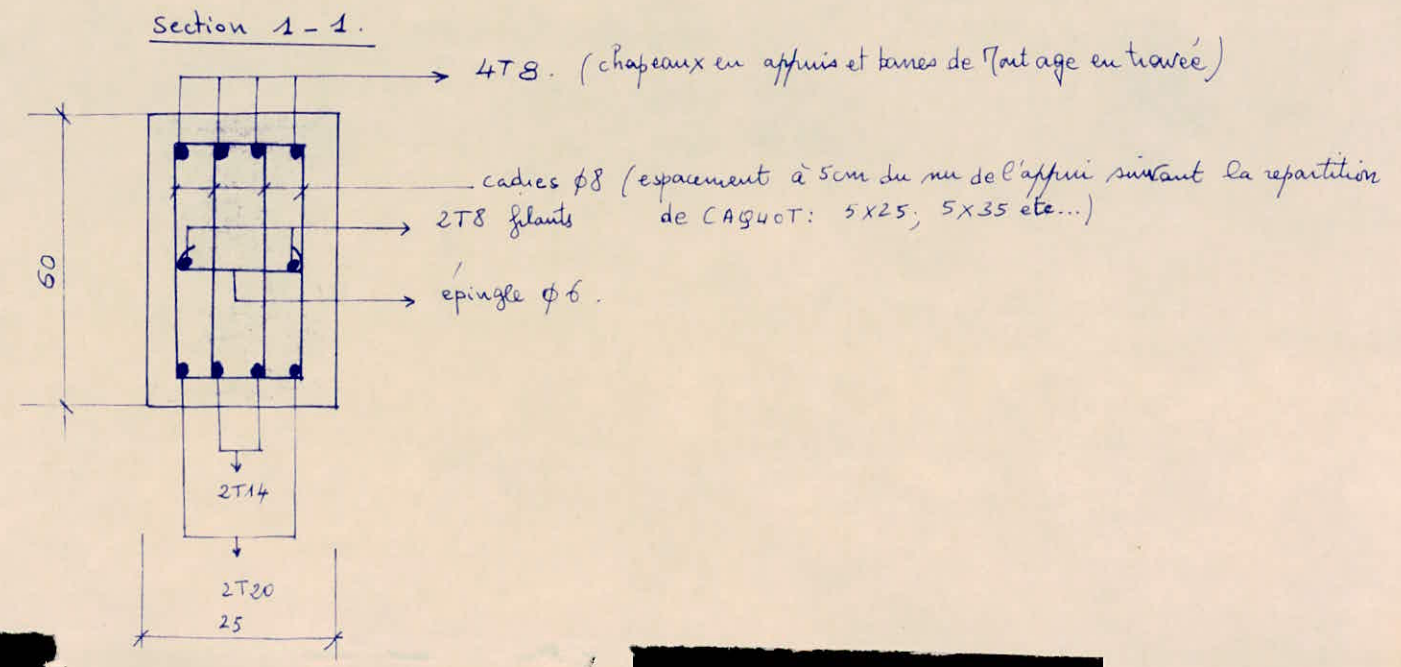 Section 1-1.
4T8. (chapeaux en appuis et barres de Montage en travée)
cadres ϕ8 (espacement à 5cm du nu de l'appui suivant la repartition
2T8 filants de CAQUOT: 5x25; 5x35 etc...)
60
épingle ϕ6.
2T14
2T20
25